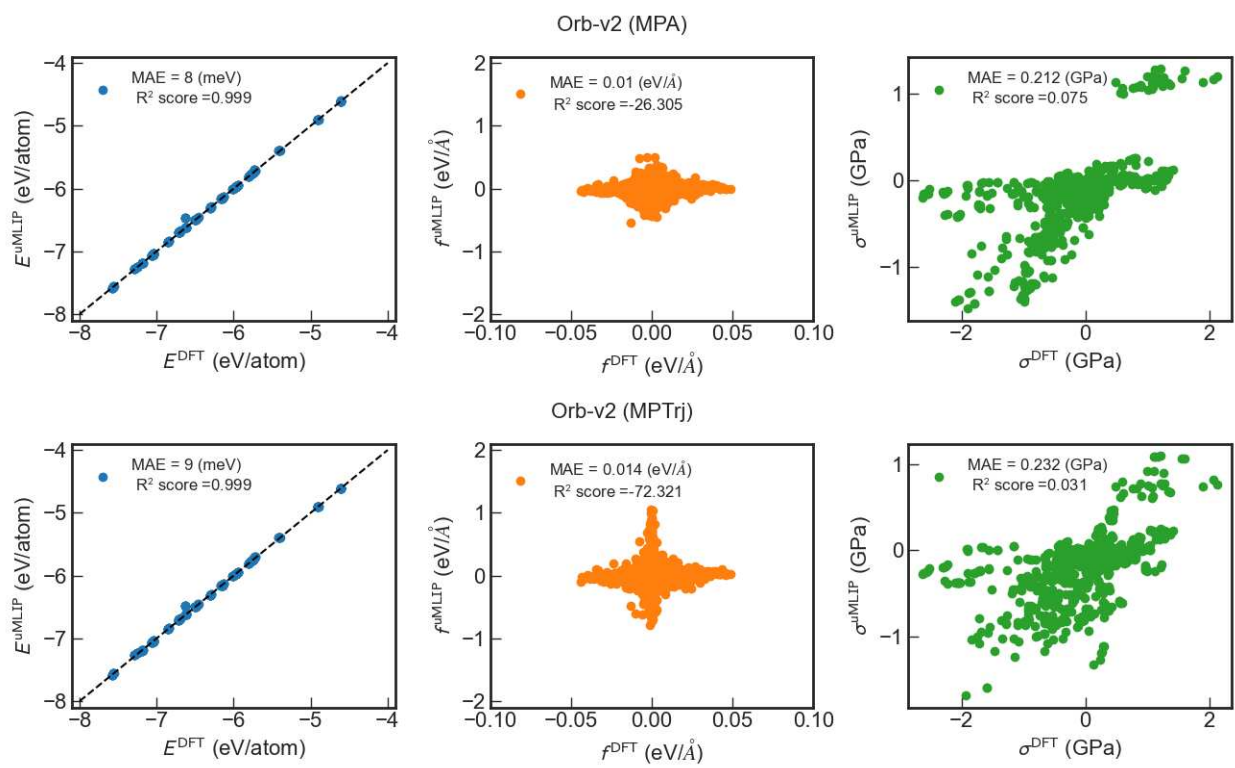 Orb-v2 (MPA)
−4
−5
−6
−7
−8
E^uMLIP (eV/atom)
MAE = 8 (meV)
R² score =0.999
−8 −7 −6 −5 −4
E^DFT (eV/atom)
2
1
0
−1
−2
f^uMLIP (eV/Å)
MAE = 0.01 (eV/Å)
R² score =-26.305
−0.10 −0.05 0.00 0.05 0.10
f^DFT (eV/Å)
1
0
−1
σ^uMLIP (GPa)
MAE = 0.212 (GPa)
R² score =0.075
−2 0 2
σ^DFT (GPa)
Orb-v2 (MPTrj)
−4
−5
−6
−7
−8
E^uMLIP (eV/atom)
MAE = 9 (meV)
R² score =0.999
−8 −7 −6 −5 −4
E^DFT (eV/atom)
2
1
0
−1
−2
f^uMLIP (eV/Å)
MAE = 0.014 (eV/Å)
R² score =-72.321
−0.10 −0.05 0.00 0.05 0.10
f^DFT (eV/Å)
1
0
−1
σ^uMLIP (GPa)
MAE = 0.232 (GPa)
R² score =0.031
−2 0 2
σ^DFT (GPa)